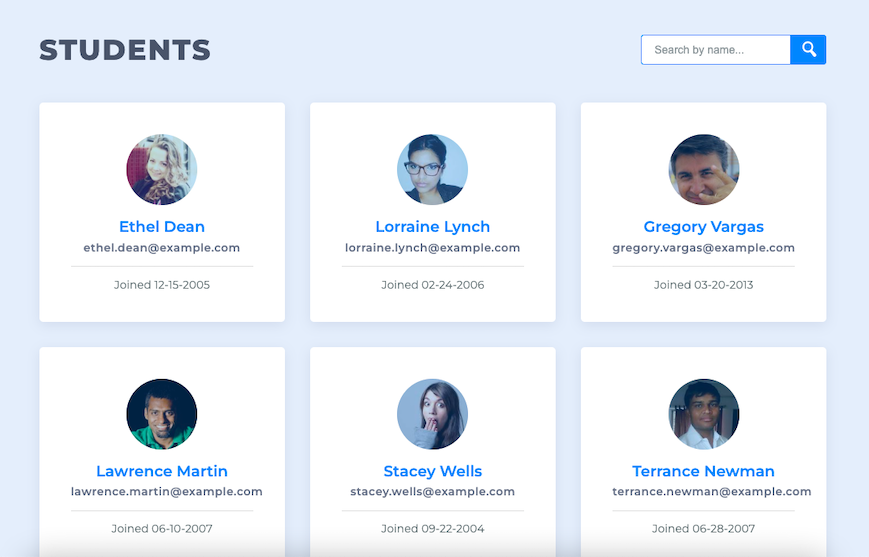 STUDENTS
Search by name...
Ethel Dean
ethel.dean@example.com
Joined 12-15-2005
Lorraine Lynch
lorraine.lynch@example.com
Joined 02-24-2006
Gregory Vargas
gregory.vargas@example.com
Joined 03-20-2013
Lawrence Martin
lawrence.martin@example.com
Joined 06-10-2007
Stacey Wells
stacey.wells@example.com
Joined 09-22-2004
Terrance Newman
terrance.newman@example.com
Joined 06-28-2007